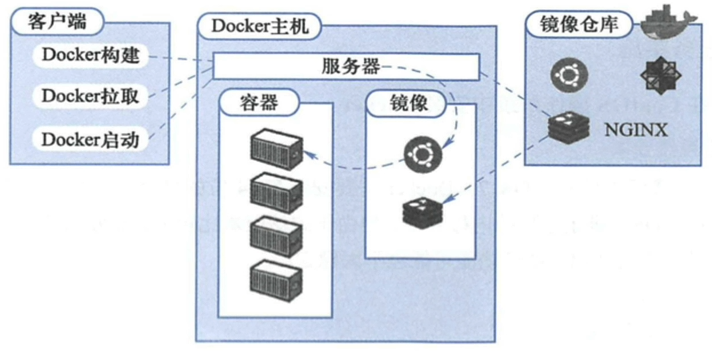 客户端
Docker构建
Docker拉取
Docker启动
Docker主机
服务器
容器
镜像
镜像仓库
NGINX